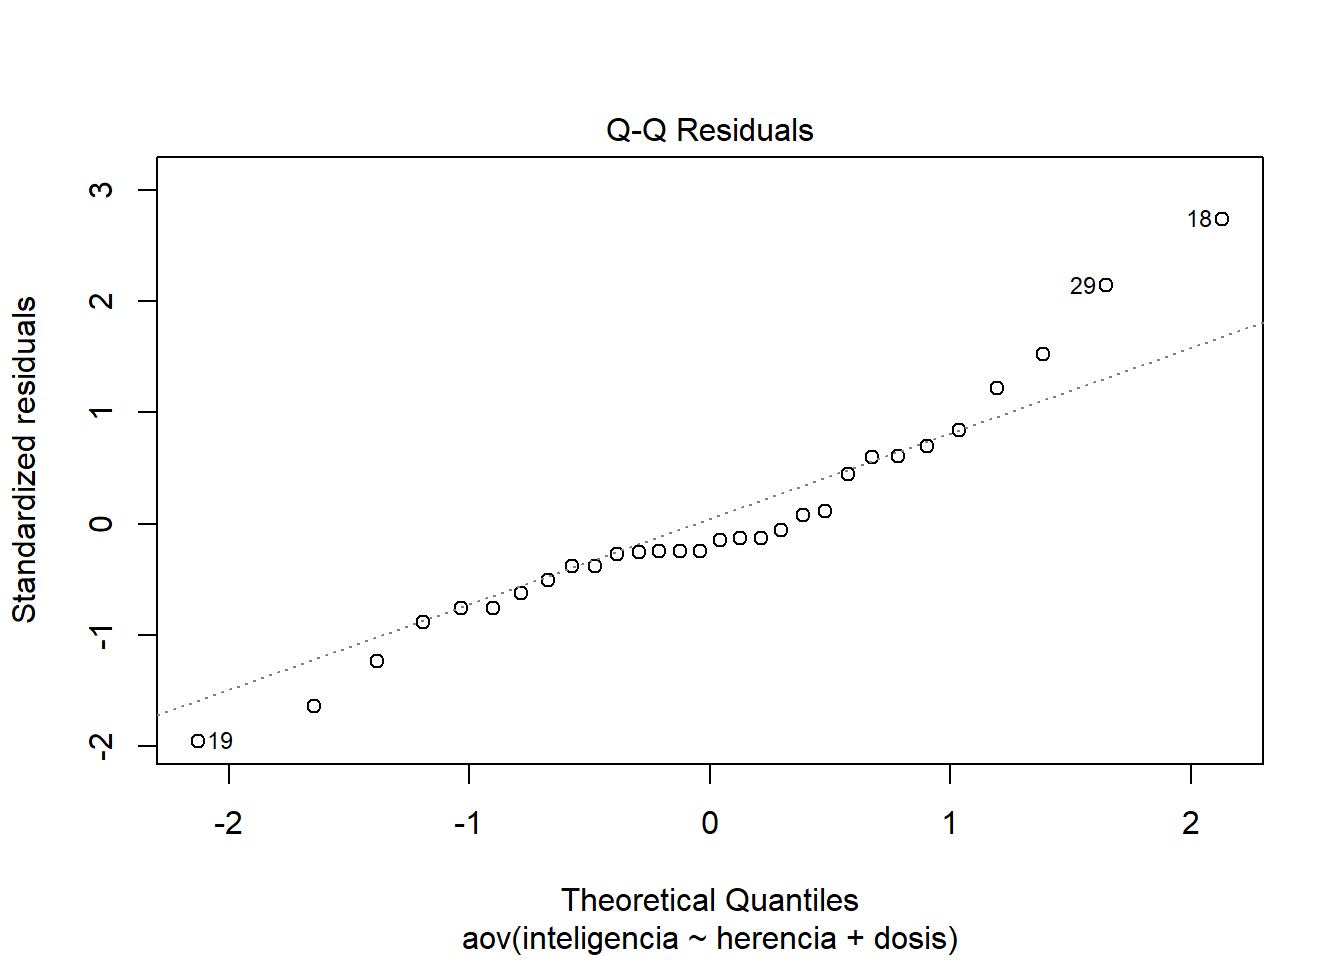 Q-Q Residuals
3
2
1
0
-1
-2
Standardized residuals
18
29
19
-2 -1 0 1 2
Theoretical Quantiles
aov(inteligencia ~ herencia + dosis)